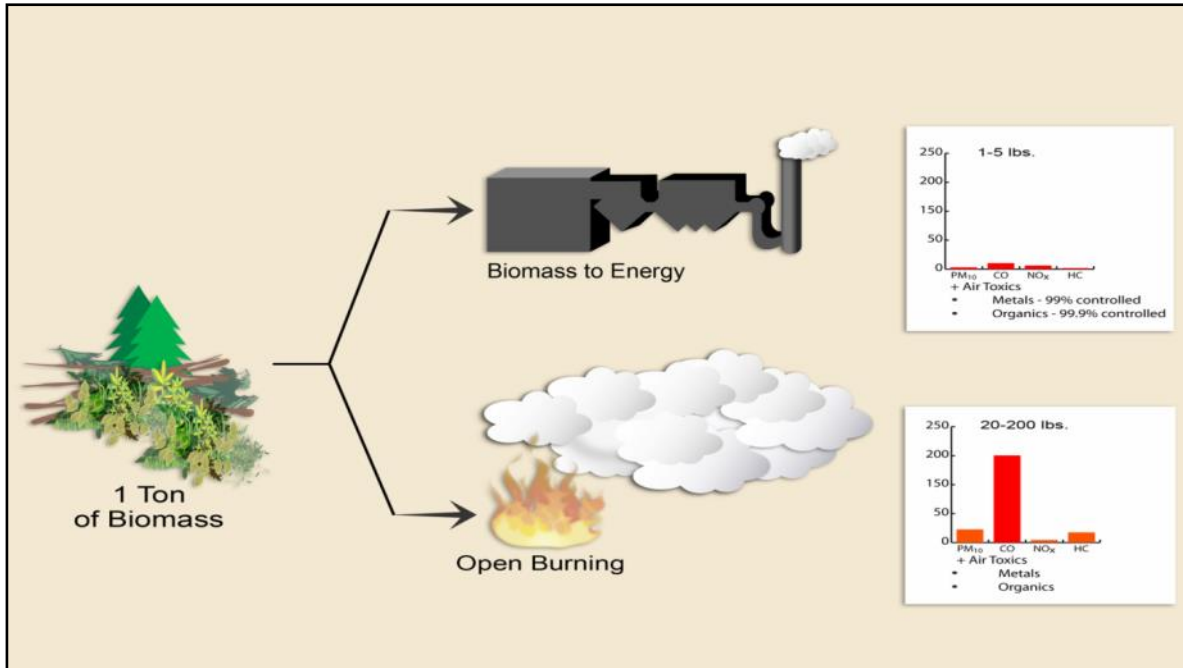 1 Ton
of Biomass
Biomass to Energy
Open Burning
1-5 lbs.
250
200
150
50
0
PM₁₀ CO NOx HC
+ Air Toxics
• Metals - 99% controlled
• Organics - 99.9% controlled
20-200 lbs.
250
200
150
50
0
PM₁₀ CO NOx HC
+ Air Toxics
• Metals
• Organics